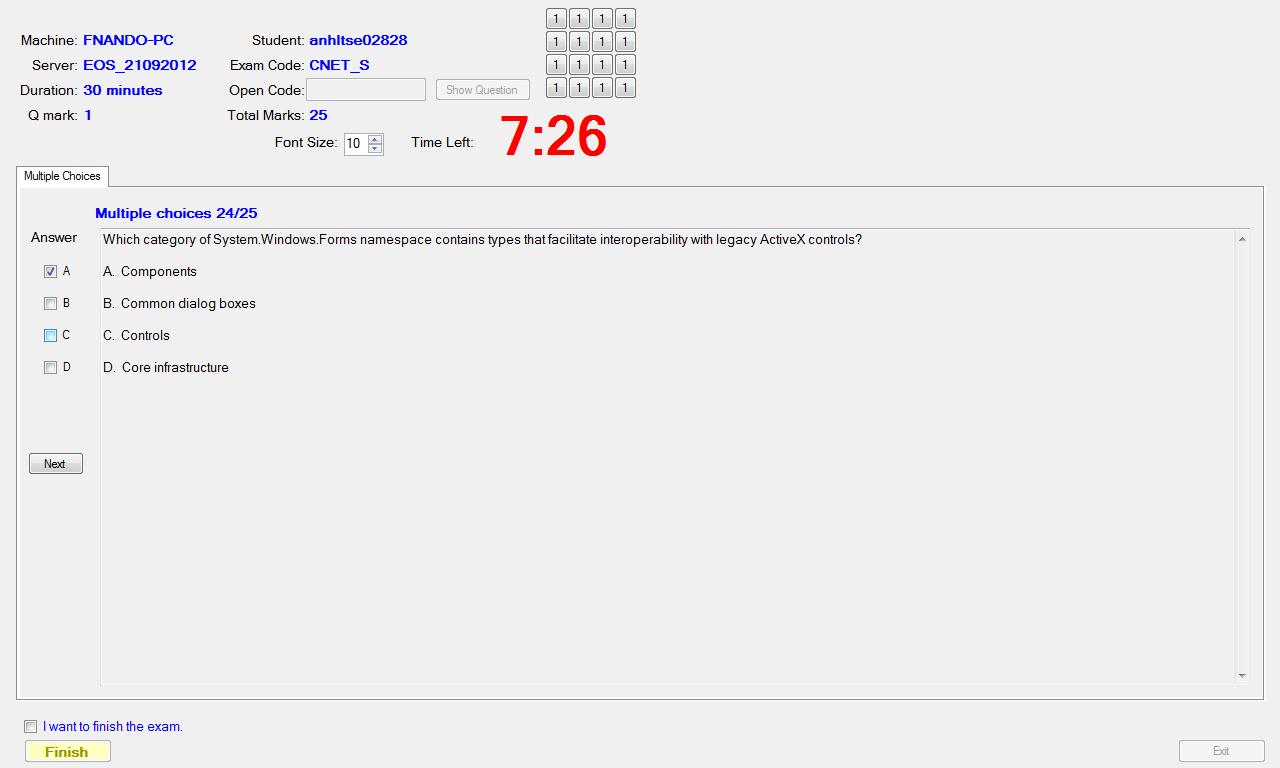 1 1 1 1
Machine: FNANDO-PC Student: anhltse02828 1 1 1 1
Server: EOS_21092012 Exam Code: CNET_S 1 1 1 1
Duration: 30 minutes Open Code: Show Question 1 1 1 1
Q mark: 1 Total Marks: 25
Font Size: 10 Time Left: 7:26
Multiple Choices
Multiple choices 24/25
Answer Which category of System.Windows.Forms namespace contains types that facilitate interoperability with legacy ActiveX controls?
A A. Components
B B. Common dialog boxes
C C. Controls
D D. Core infrastructure
Next
I want to finish the exam.
Finish Exit